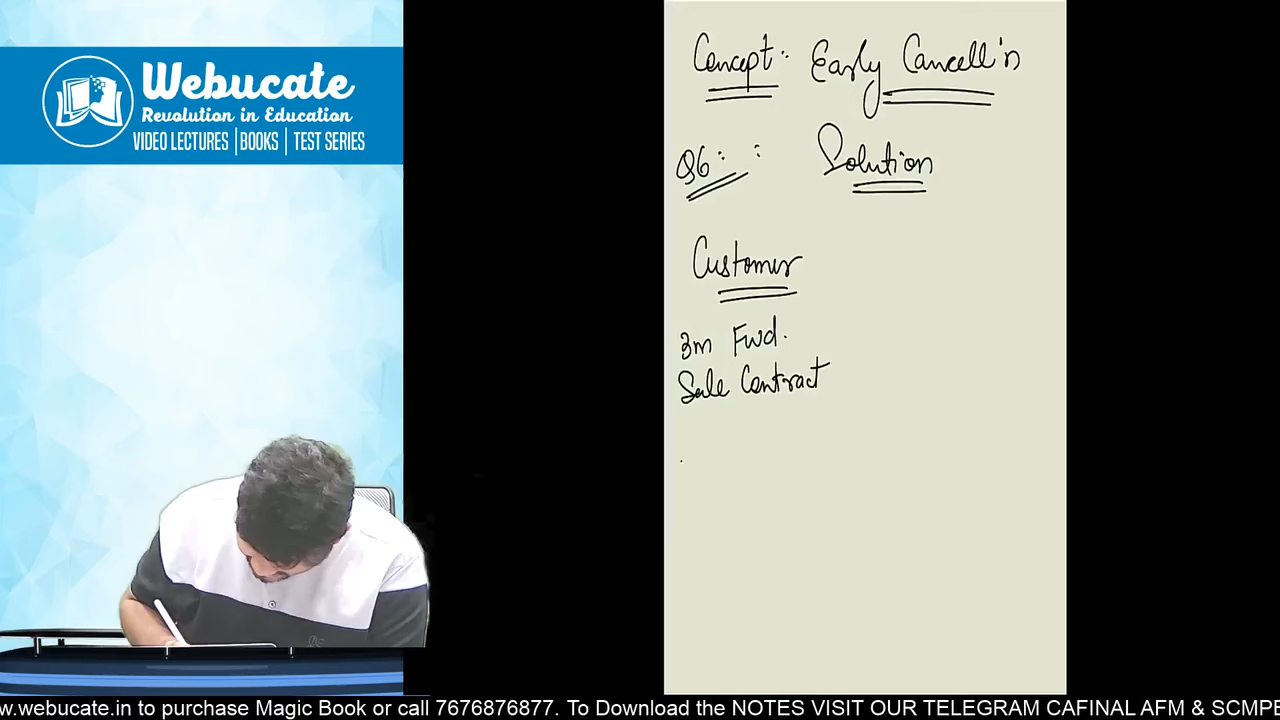 Webucate
Revolution in Education
VIDEO LECTURES | BOOKS | TEST SERIES
Concept: Early Cancell'n
Q6: : Solution
Customer
3m Fwd.
Sale Contract
w.webucate.in to purchase Magic Book or call 7676876877. To Download the NOTES VISIT OUR TELEGRAM CAFINAL AFM & SCMPE